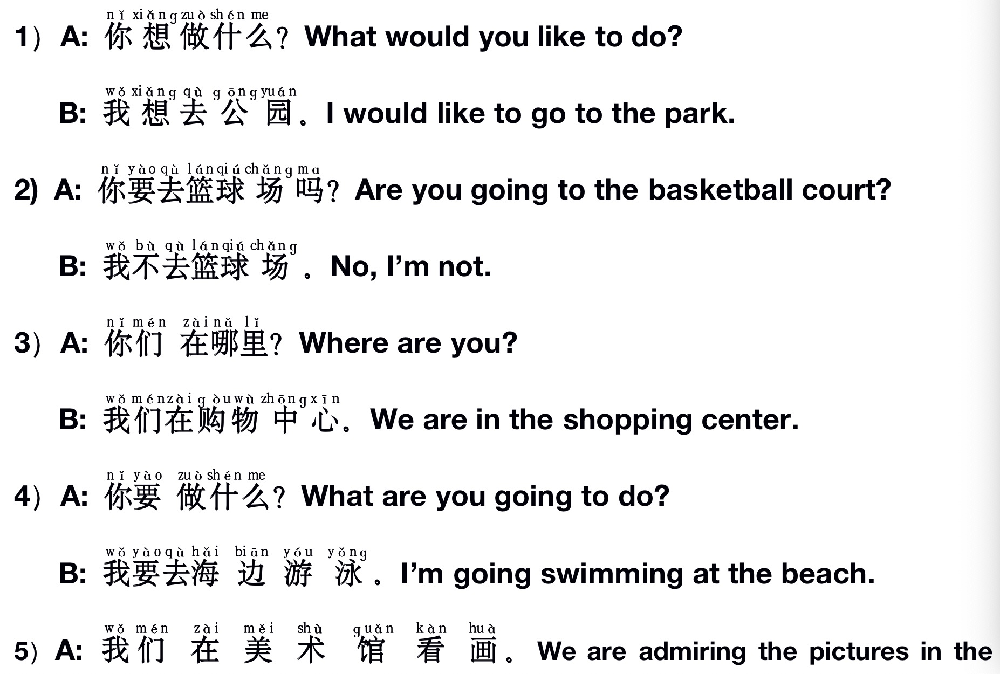 nǐ xiǎng zuò shén me
1） A: 你想做什么？What would you like to do?
wǒ xiǎng qù gōng yuán
B: 我想去公园。I would like to go to the park.
nǐ yào qù lán qiú chǎng ma
2) A: 你要去篮球场吗？Are you going to the basketball court?
wǒ bù qù lán qiú chǎng
B: 我不去篮球场。No, I’m not.
nǐ mén zài nǎ lǐ
3） A: 你们在哪里？Where are you?
wǒ mén zài gòu wù zhōng xīn
B: 我们在购物中心。We are in the shopping center.
nǐ yào zuò shén me
4） A: 你要做什么？What are you going to do?
wǒ yào qù hǎi biān yóu yǒng
B: 我要去海边游泳。I’m going swimming at the beach.
wǒ mén zài měi shù guǎn kàn huà
5） A: 我们在美术馆看画。We are admiring the pictures in the